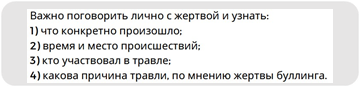 Важно поговорить лично с жертвой и узнать:
1) что конкретно произошло;
2) время и место происшествий;
3) кто участвовал в травле;
4) какова причина травли, по мнению жертвы буллинга.